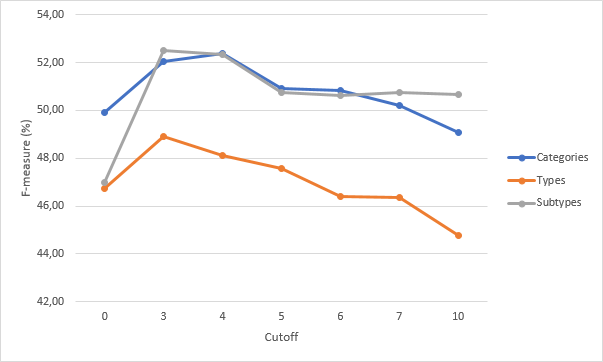 54,00
52,00
50,00
48,00
46,00
44,00
42,00
F-measure (%)
0 3 4 5 6 7 10
Cutoff
Categories
Types
Subtypes